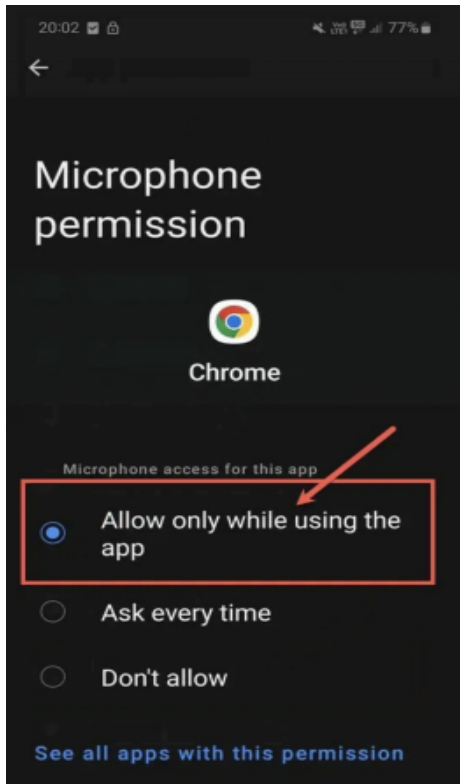 20:02 77%
Microphone
permission
Chrome
Microphone access for this app
Allow only while using the
app
Ask every time
Don't allow
See all apps with this permission